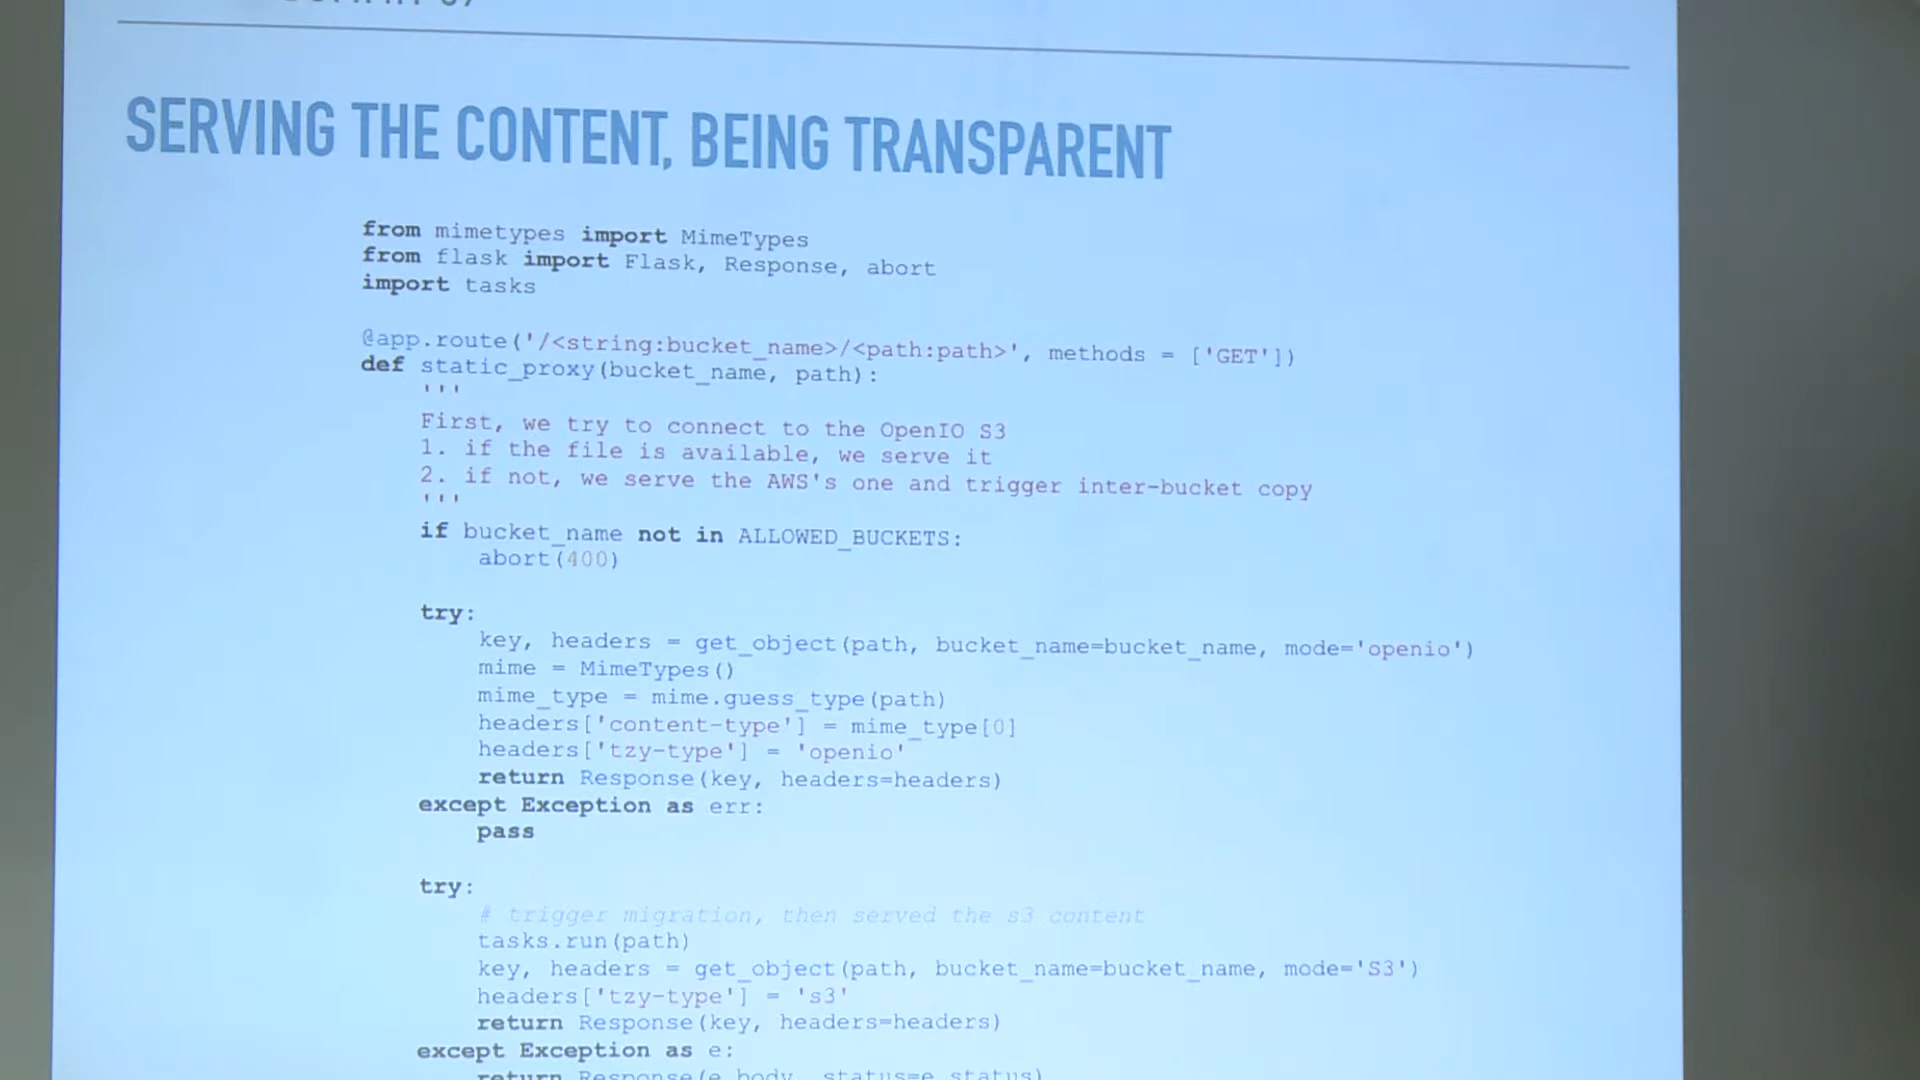 SERVING THE CONTENT, BEING TRANSPARENT
from mimetypes import MimeTypes
from flask import Flask, Response, abort
import tasks
@app.route('/<string:bucket_name>/<path:path>', methods = ['GET'])
def static_proxy(bucket_name, path):
'''
First, we try to connect to the OpenIO S3
1. if the file is available, we serve it
2. if not, we serve the AWS's one and trigger inter-bucket copy
'''
if bucket_name not in ALLOWED_BUCKETS:
abort(400)
try:
key, headers = get_object(path, bucket_name=bucket_name, mode='openio')
mime = MimeTypes()
mime_type = mime.guess_type(path)
headers['content-type'] = mime_type[0]
headers['tzy-type'] = 'openio'
return Response(key, headers=headers)
except Exception as err:
pass
try:
# trigger migration, then served the s3 content
tasks.run(path)
key, headers = get_object(path, bucket_name=bucket_name, mode='S3')
headers['tzy-type'] = 's3'
return Response(key, headers=headers)
except Exception as e:
return Response(e.body, status=e.status)